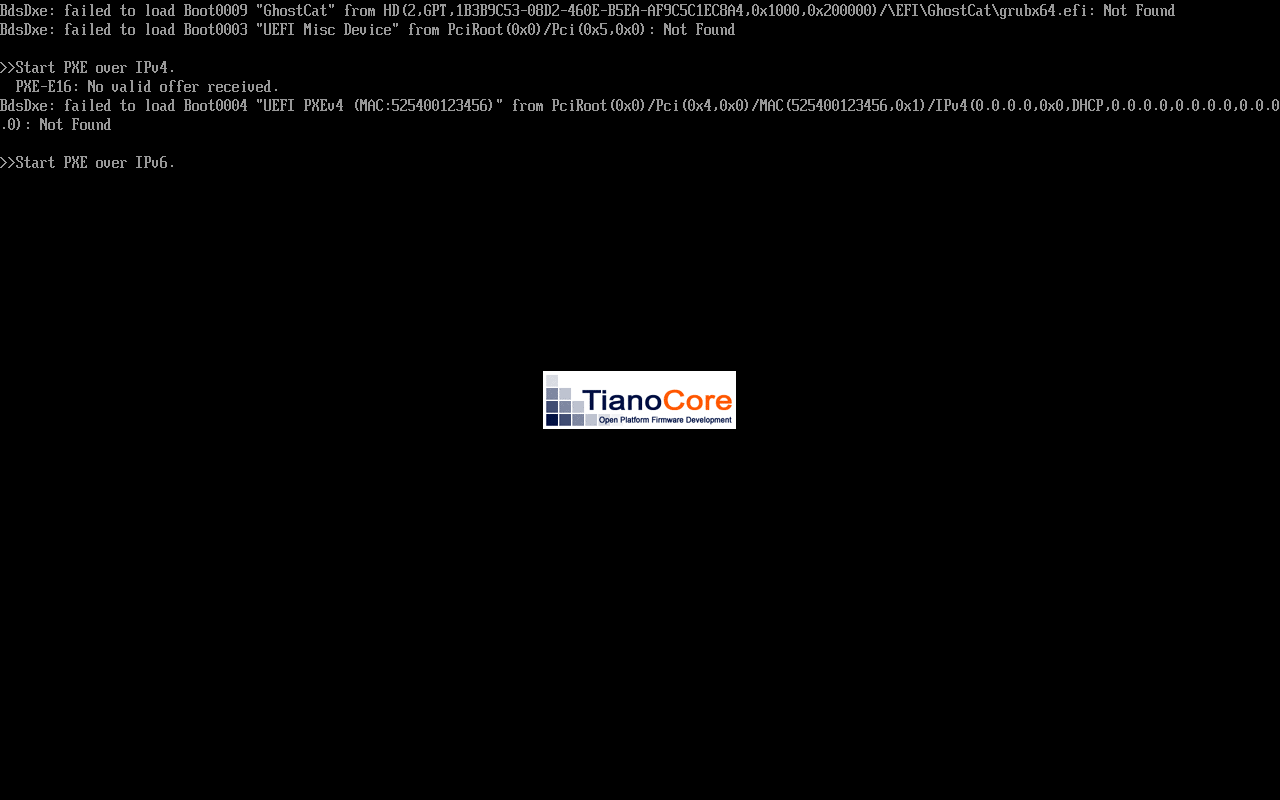 BdsDxe: failed to load Boot0009 "GhostCat" from HD(2,GPT,1B3B9C53-08D2-460E-B5EA-AF9C5C1EC8A4,0x1000,0x200000)/\EFI\GhostCat\grubx64.efi: Not Found
BdsDxe: failed to load Boot0003 "UEFI Misc Device" from PciRoot(0x0)/Pci(0x5,0x0): Not Found
>>Start PXE over IPv4.
PXE-E16: No valid offer received.
BdsDxe: failed to load Boot0004 "UEFI PXEv4 (MAC:525400123456)" from PciRoot(0x0)/Pci(0x4,0x0)/MAC(525400123456,0x1)/IPv4(0.0.0.0,0x0,DHCP,0.0.0.0,0.0.0.0,0.0.0
.0): Not Found
>>Start PXE over IPv6.
TianoCore
Open Platform Firmware Development